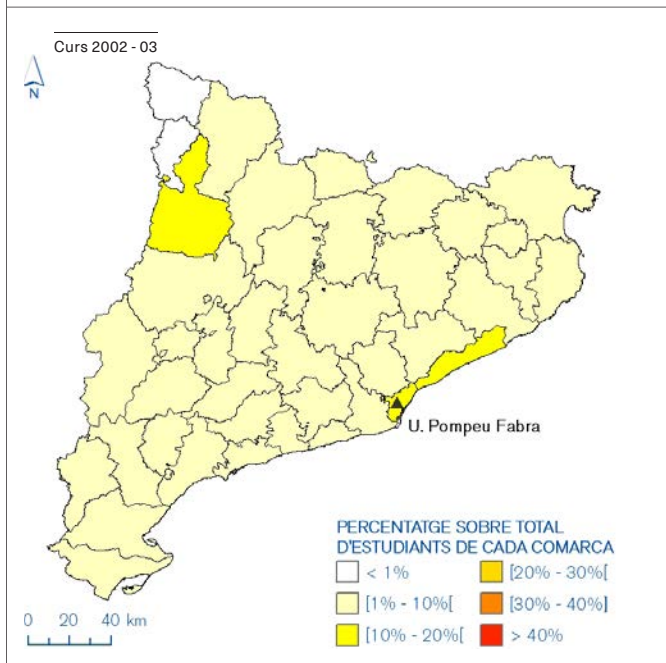 Curs 2002 - 03
N
U. Pompeu Fabra
PERCENTATGE SOBRE TOTAL
D'ESTUDIANTS DE CADA COMARCA
< 1%
[20% - 30%[
[1% - 10%[
[30% - 40%]
[10% - 20%[
> 40%
0 20 40 km